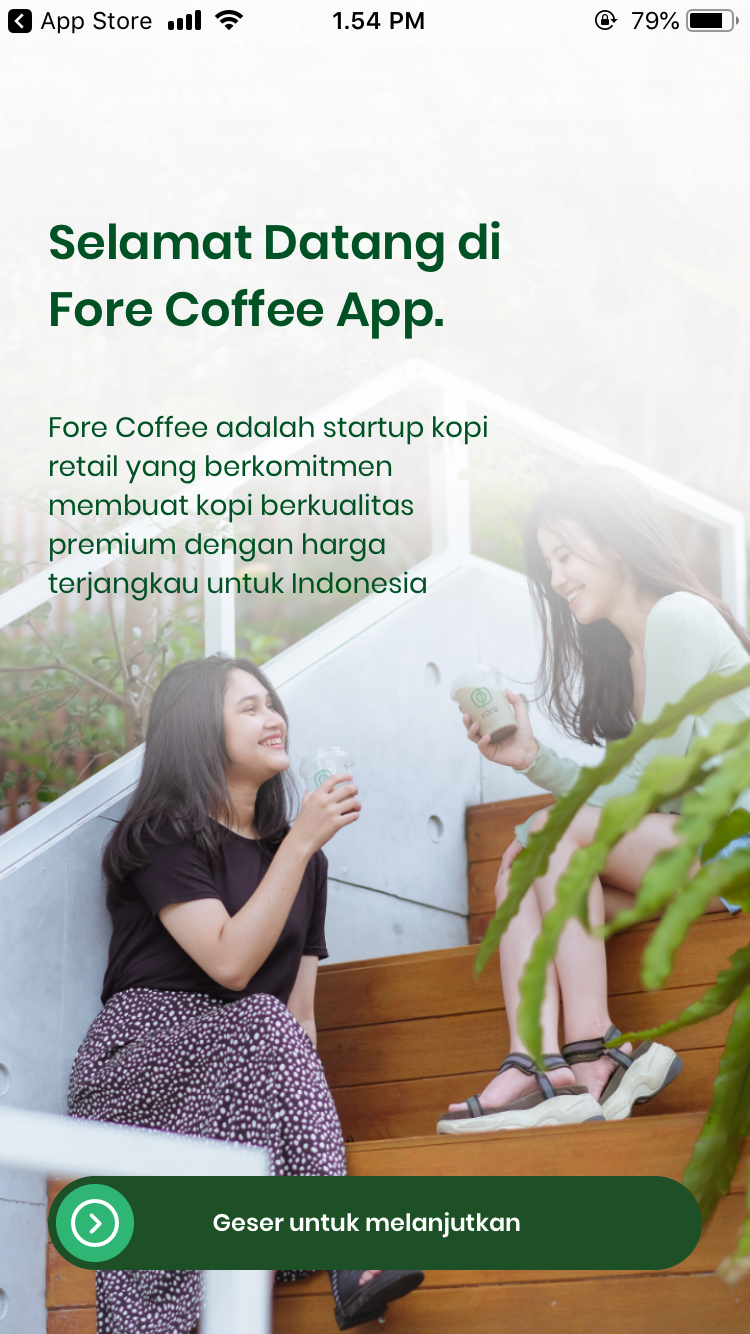 App Store 1.54 PM 79%
Selamat Datang di
Fore Coffee App.
Fore Coffee adalah startup kopi
retail yang berkomitmen
membuat kopi berkualitas
premium dengan harga
terjangkau untuk Indonesia
fore
Geser untuk melanjutkan